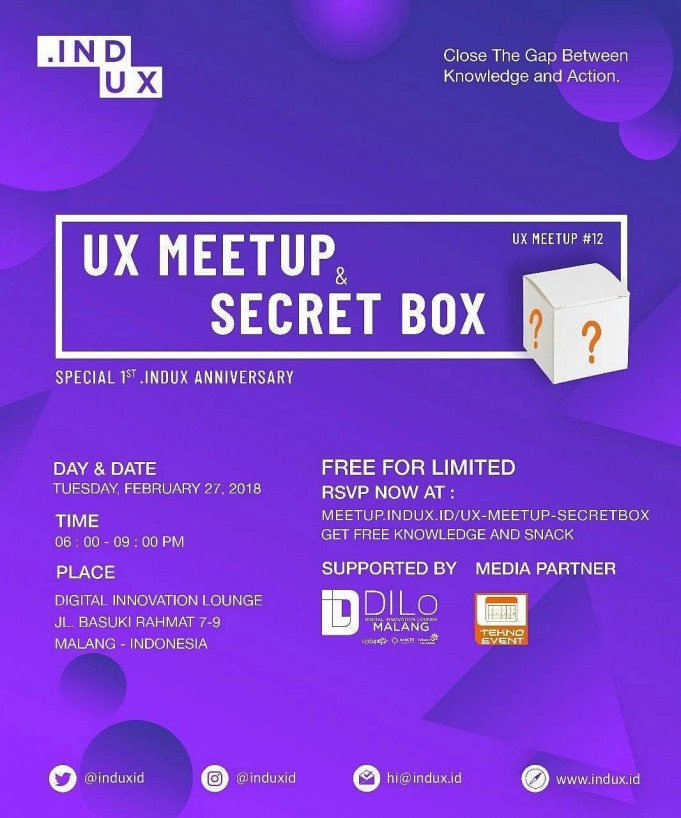 .IND
UX
Close The Gap Between
Knowledge and Action.
UX MEETUP
&
SECRET BOX
UX MEETUP #12
? ?
SPECIAL 1ST .INDUX ANNIVERSARY
DAY & DATE
TUESDAY, FEBRUARY 27, 2018
TIME
06 : 00 - 09 : 00 PM
PLACE
DIGITAL INNOVATION LOUNGE
JL. BASUKI RAHMAT 7-9
MALANG - INDONESIA
FREE FOR LIMITED
RSVP NOW AT :
MEETUP.INDUX.ID/UX-MEETUP-SECRETBOX
GET FREE KNOWLEDGE AND SNACK
SUPPORTED BY
DILo
DIGITAL INNOVATION LOUNGE
MALANG
MEDIA PARTNER
TEKNO
EVENT
@induxid
@induxid
hi@indux.id
www.indux.id